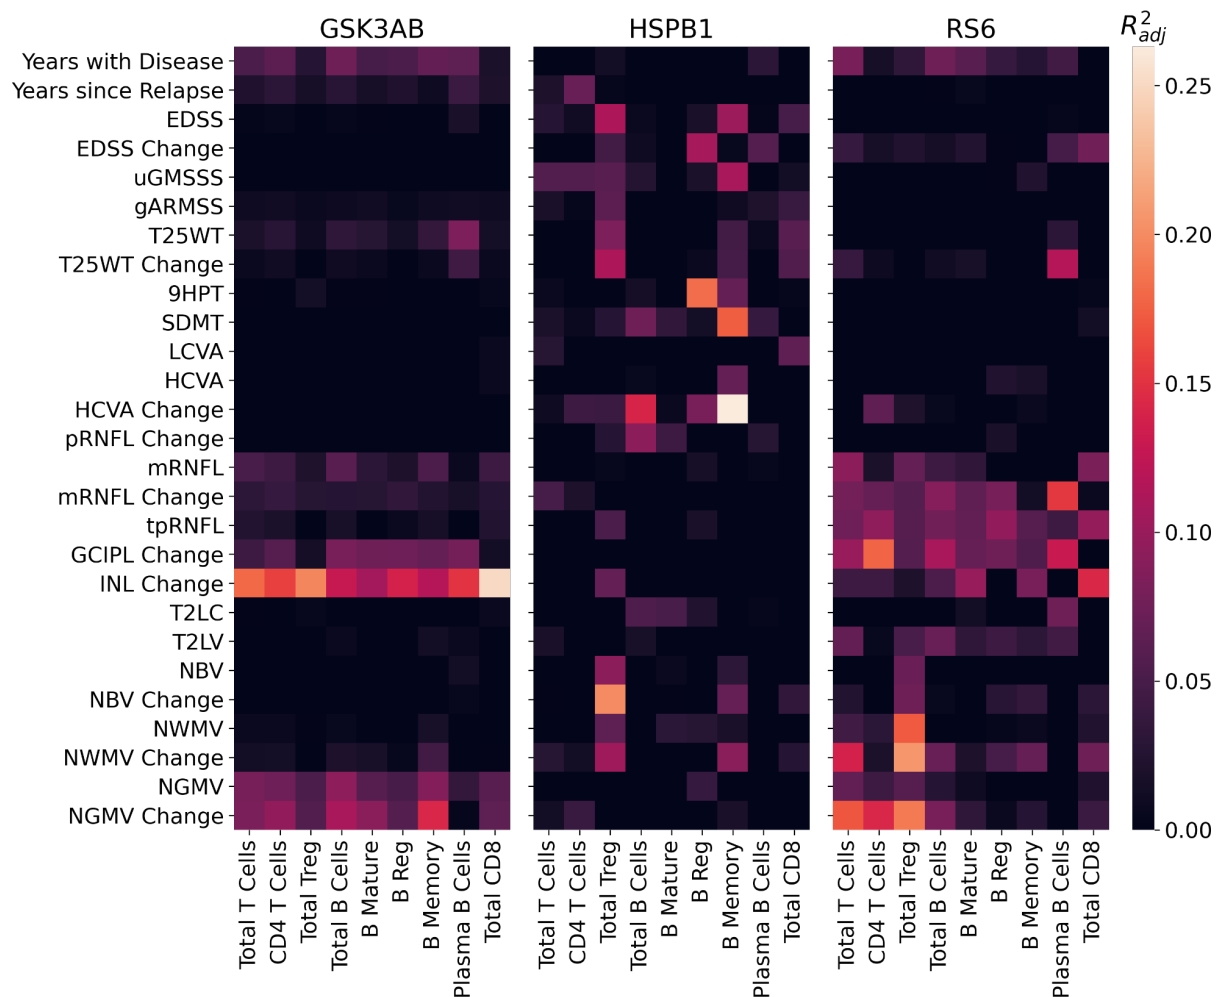 GSK3AB HSPB1 RS6 R²adj
Years with Disease
Years since Relapse
EDSS
EDSS Change
uGMSSS
gARMSS
T25WT
T25WT Change
9HPT
SDMT
LCVA
HCVA
HCVA Change
pRNFL Change
mRNFL
mRNFL Change
tpRNFL
GCIPL Change
INL Change
T2LC
T2LV
NBV
NBV Change
NWMV
NWMV Change
NGMV
NGMV Change
Total T Cells
CD4 T Cells
Total Treg
Total B Cells
B Mature
B Reg
B Memory
Plasma B Cells
Total CD8
Total T Cells
CD4 T Cells
Total Treg
Total B Cells
B Mature
B Reg
B Memory
Plasma B Cells
Total CD8
Total T Cells
CD4 T Cells
Total Treg
Total B Cells
B Mature
B Reg
B Memory
Plasma B Cells
Total CD8
0.25
0.20
0.15
0.10
0.05
0.00